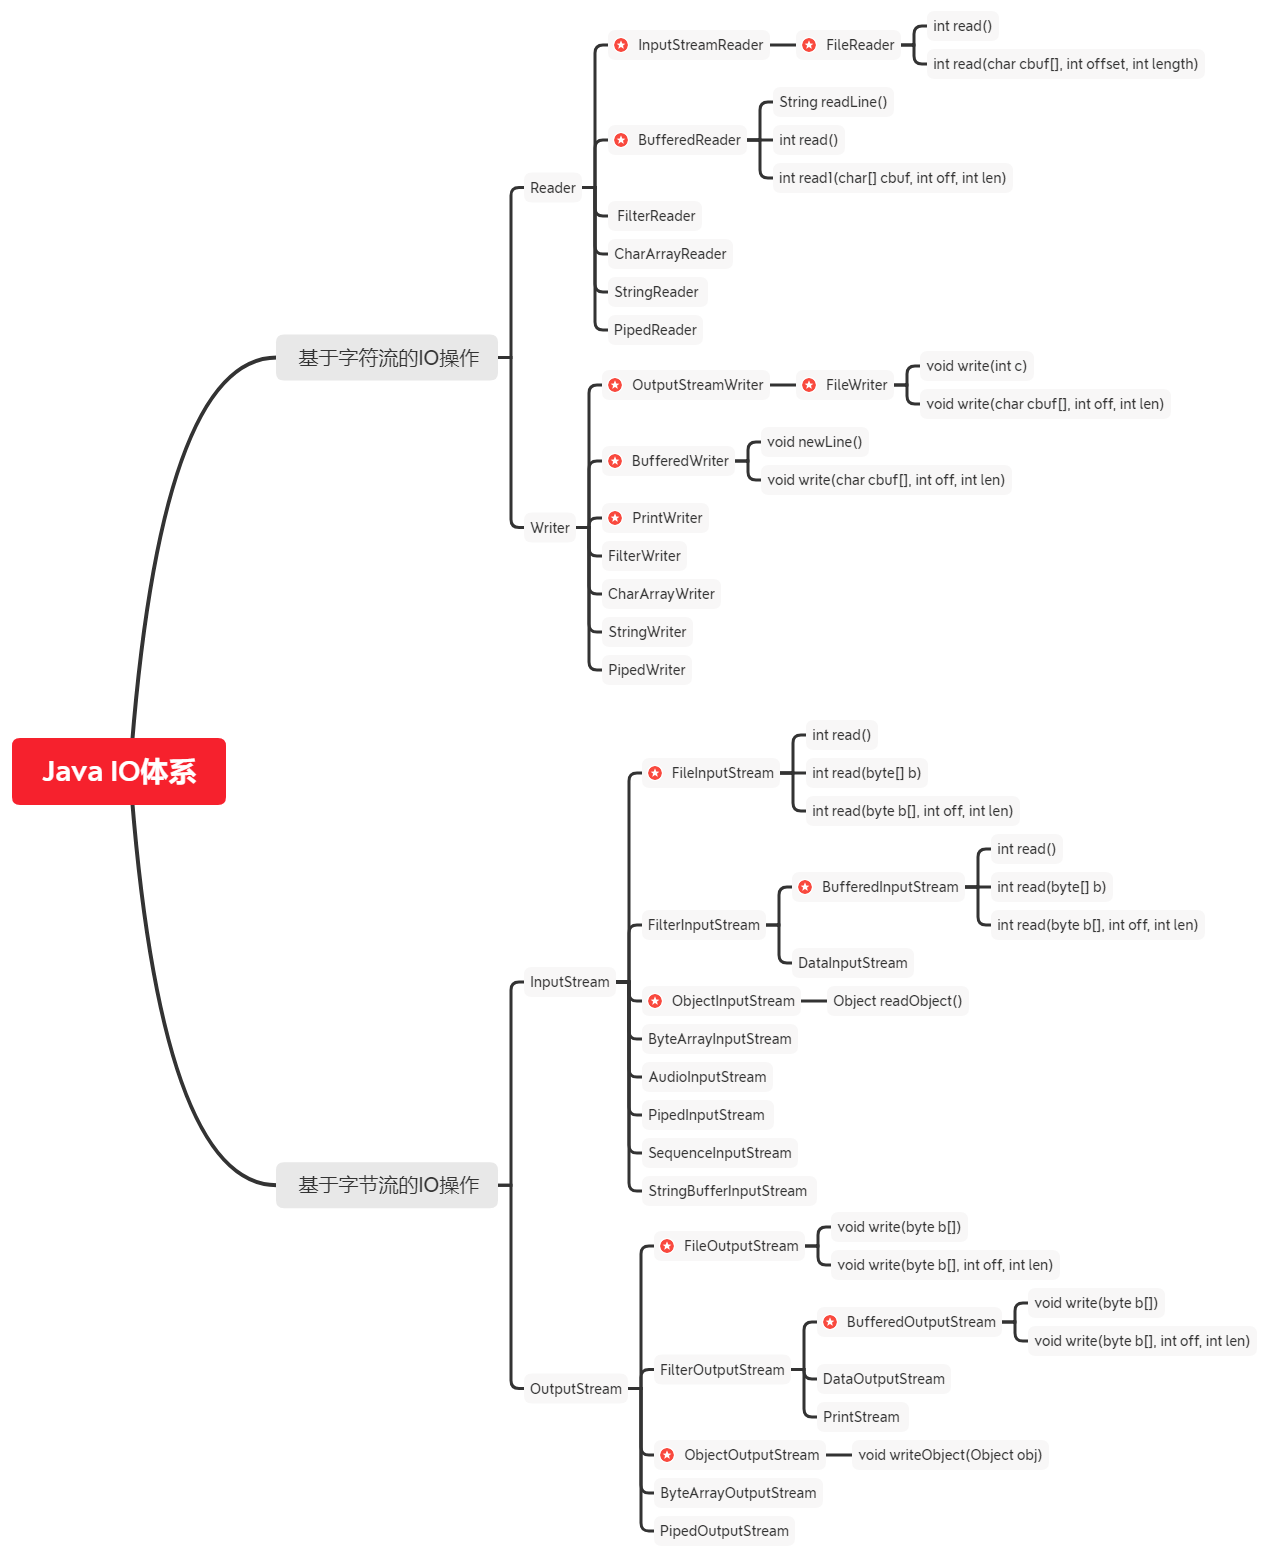 Java IO体系
基于字符流的IO操作
Reader
InputStreamReader
FileReader
int read()
int read(char cbuf[], int offset, int length)
BufferedReader
String readLine()
int read()
int read1(char[] cbuf, int off, int len)
FilterReader
CharArrayReader
StringReader
PipedReader
Writer
OutputStreamWriter
FileWriter
void write(int c)
void write(char cbuf[], int off, int len)
BufferedWriter
void newLine()
void write(char cbuf[], int off, int len)
PrintWriter
FilterWriter
CharArrayWriter
StringWriter
PipedWriter
基于字节流的IO操作
InputStream
FileInputStream
int read()
int read(byte[] b)
int read(byte b[], int off, int len)
FilterInputStream
BufferedInputStream
int read()
int read(byte[] b)
int read(byte b[], int off, int len)
DataInputStream
ObjectInputStream
Object readObject()
ByteArrayInputStream
AudioInputStream
PipedInputStream
SequenceInputStream
StringBufferInputStream
OutputStream
FileOutputStream
void write(byte b[])
void write(byte b[], int off, int len)
FilterOutputStream
BufferedOutputStream
void write(byte b[])
void write(byte b[], int off, int len)
DataOutputStream
PrintStream
ObjectOutputStream
void writeObject(Object obj)
ByteArrayOutputStream
PipedOutputStream